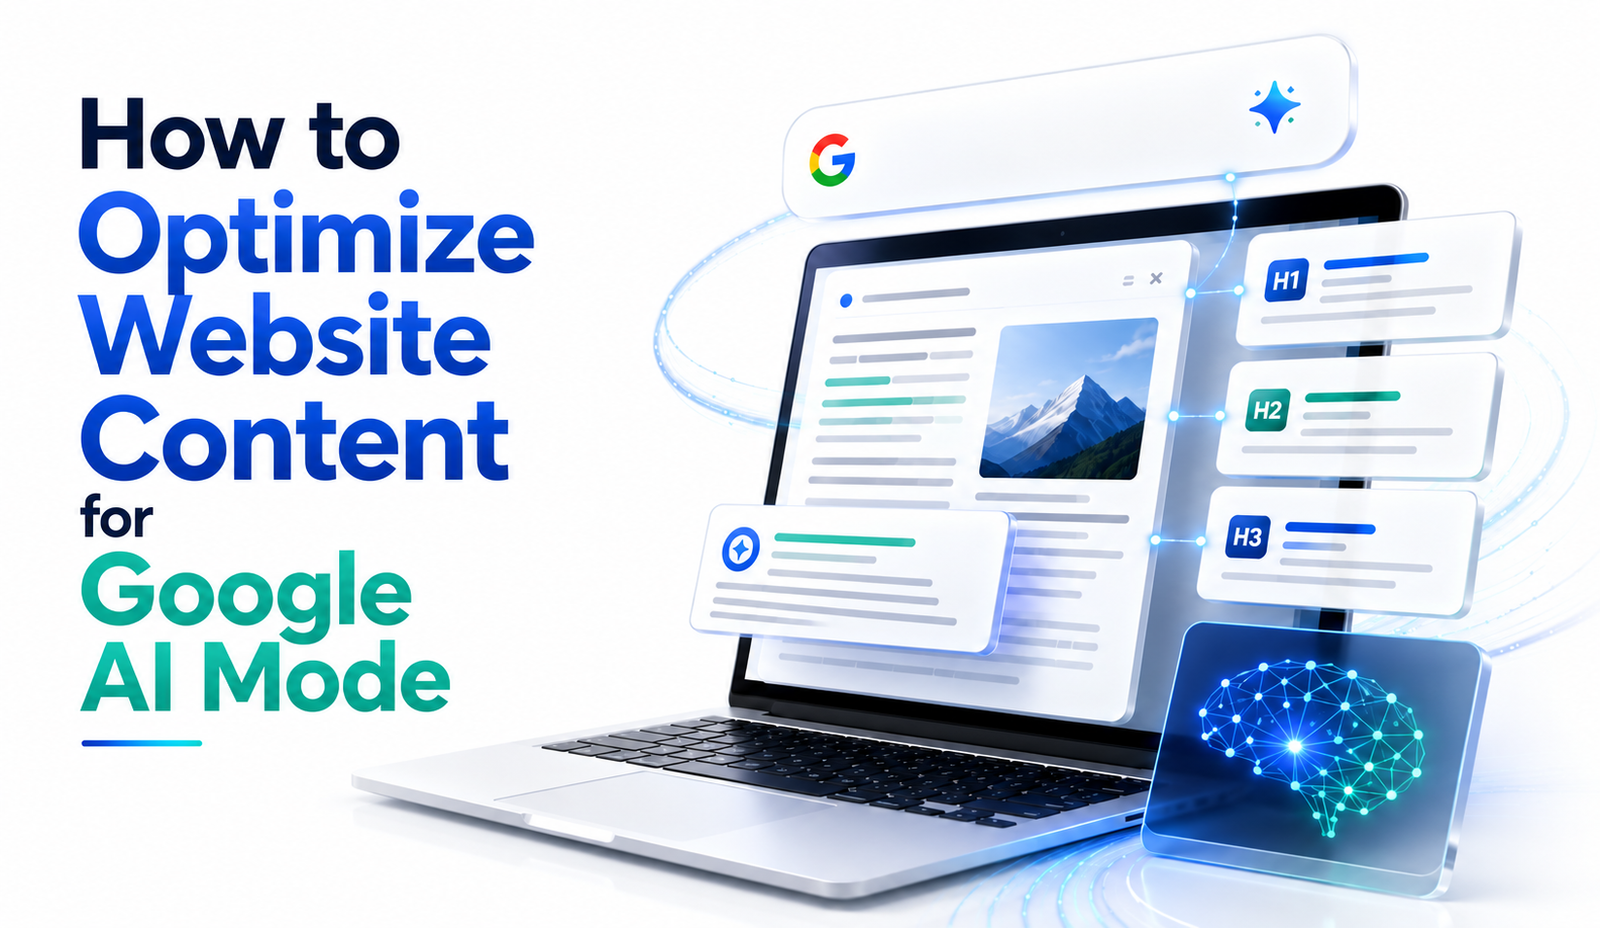 How to
Optimize
Website
Content
for
Google
AI Mode
G
H1
H2
H3